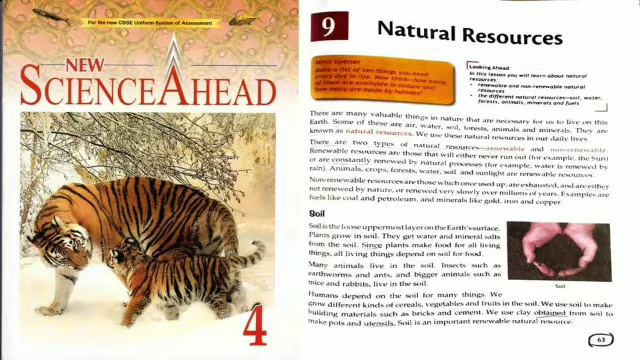 For the new CBSE Uniform System of Assessment
NEW
SCIENCEAHEAD
4
9
Natural Resources
Mind opener
Make a list of ten things you need
every day in life. Now think—how many
of them are available in nature and
how many are made by humans?
Looking Ahead
In this lesson you will learn about natural
resources:
• renewable and non-renewable natural
resources
• the different natural resources—soil, water,
forests, animals, minerals and fuels
There are many valuable things in nature that are necessary for us to live on this
Earth. Some of these are air, water, soil, forests, animals and minerals. They are
known as natural resources. We use these natural resources in our daily lives.
There are two types of natural resources—renewable and non-renewable.
Renewable resources are those that will either never run out (for example, the Sun)
or are constantly renewed by natural processes (for example, water is renewed by
rain). Animals, crops, forests, water, soil and sunlight are renewable resources.
Non-renewable resources are those which once used up, are exhausted, and are either
not renewed by nature, or renewed very slowly over millions of years. Examples are
fuels like coal and petroleum, and minerals like gold, iron and copper.
Soil
Soil is the loose uppermost layer on the Earth's surface.
Plants grow in soil. They get water and mineral salts
from the soil. Since plants make food for all living
things, all living things depend on soil for food.
Many animals live in the soil. Insects such as
earthworms and ants, and bigger animals such as
mice and rabbits, live in the soil.
Soil
Humans depend on the soil for many things. We
grow different kinds of cereals, vegetables and fruits in the soil. We use soil to make
building materials such as bricks and cement. We use clay obtained from soil to
make pots and utensils. Soil is an important renewable natural resource.
63